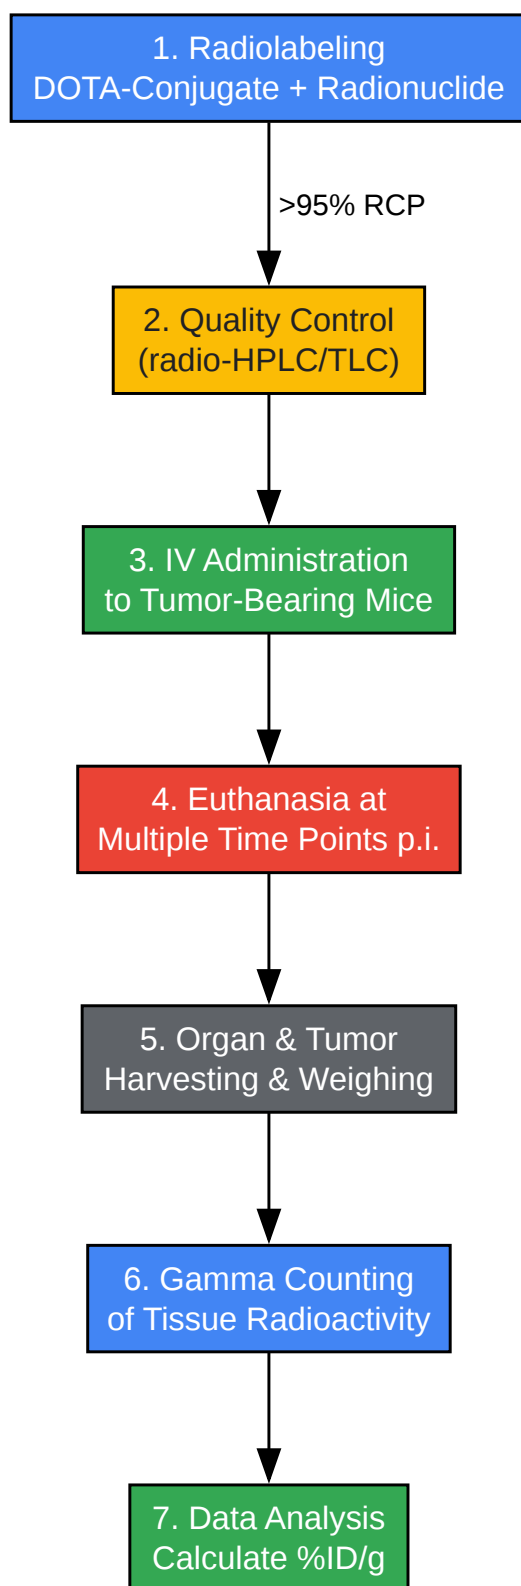 1. Radiolabeling
DOTA-Conjugate + Radionuclide
>95% RCP
2. Quality Control
(radio-HPLC/TLC)
3. IV Administration
to Tumor-Bearing Mice
4. Euthanasia at
Multiple Time Points p.i.
5. Organ & Tumor
Harvesting & Weighing
6. Gamma Counting
of Tissue Radioactivity
7. Data Analysis
Calculate %ID/g